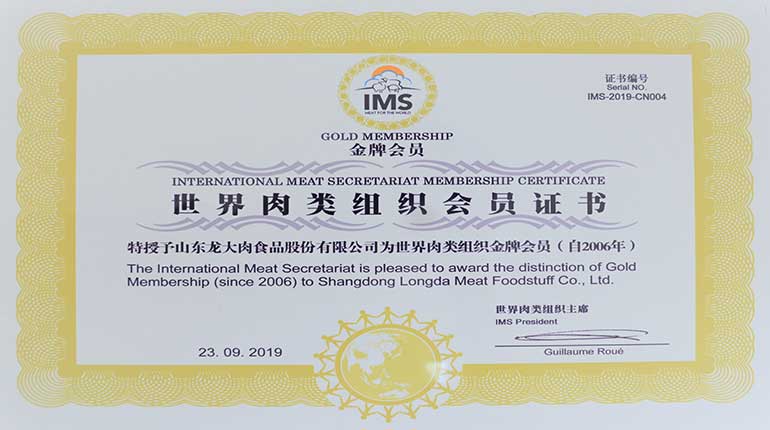 证书编号
Serial NO.
IMS-2019-CN004
IMS
MEAT FOR THE WORLD
GOLD MEMBERSHIP
金牌会员
INTERNATIONAL MEAT SECRETARIAT MEMBERSHIP CERTIFICATE
世界肉类组织会员证书
特授予山东龙大肉食品股份有限公司为世界肉类组织金牌会员（自2006年）
The International Meat Secretariat is pleased to award the distinction of Gold
Membership (since 2006) to Shangdong Longda Meat Foodstuff Co., Ltd.
世界肉类组织主席
IMS President
23. 09. 2019
Guillaume Roué